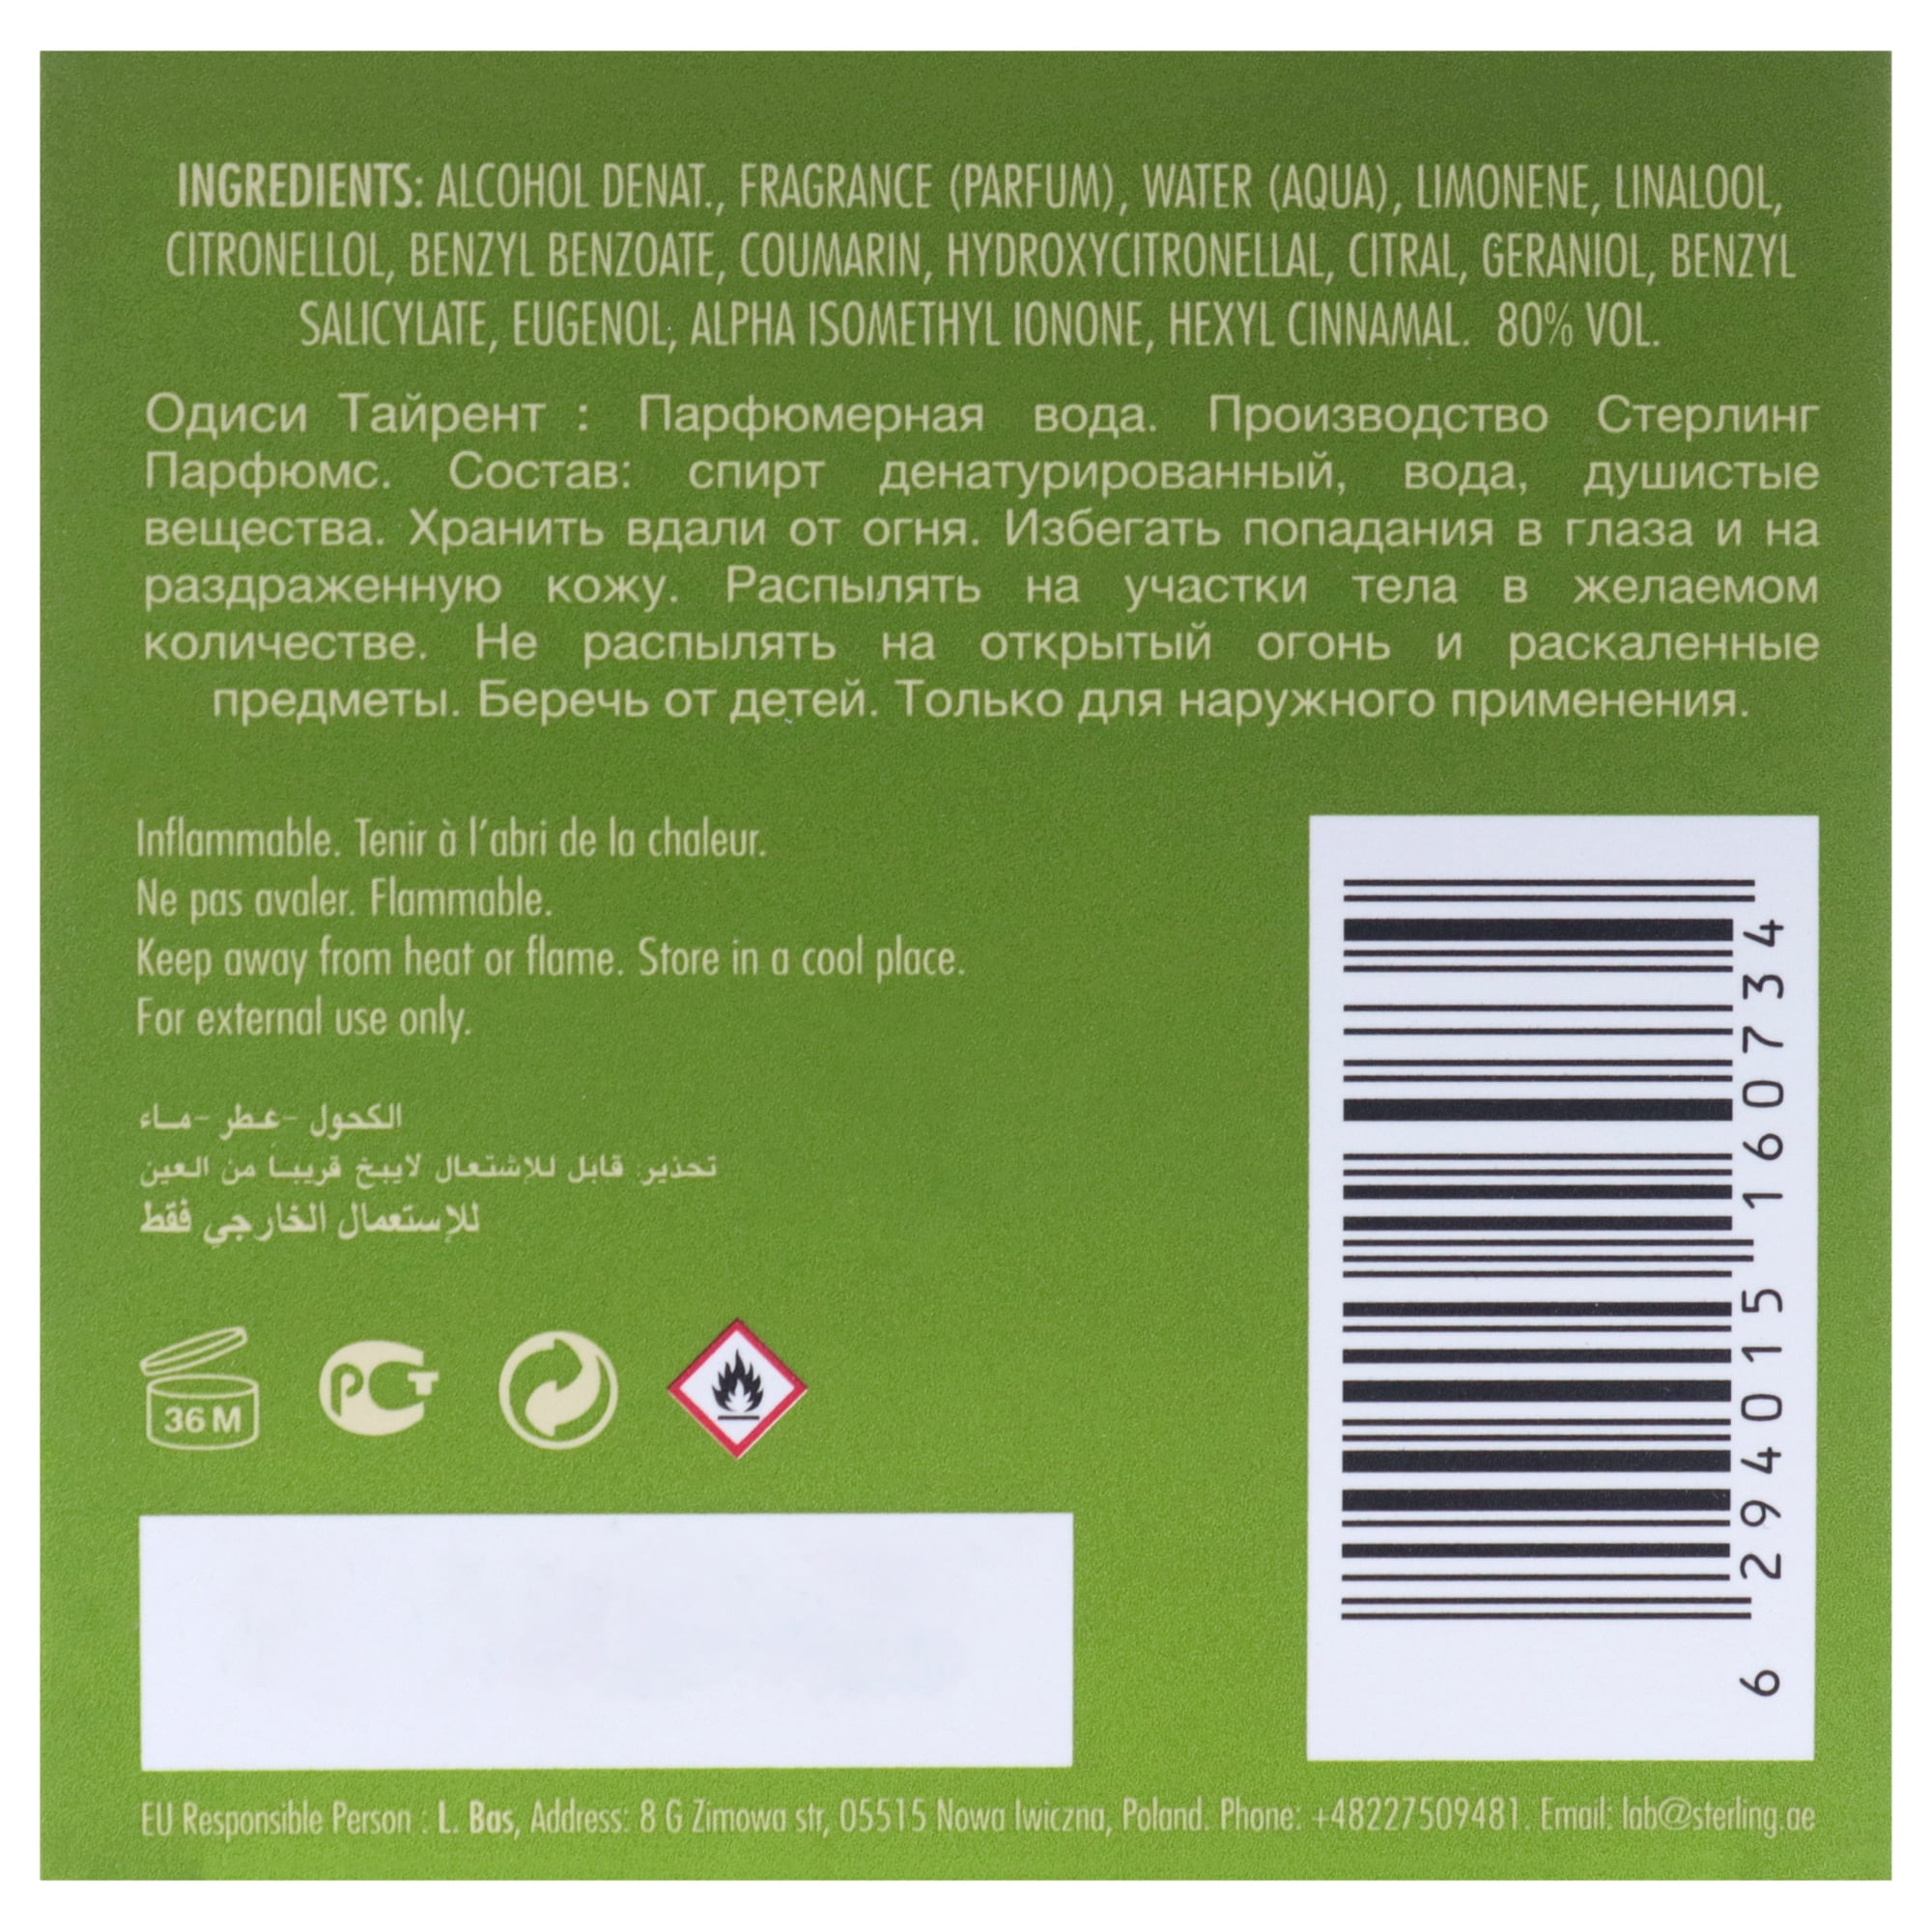 INGREDIENTS: ALCOHOL DENAT., FRAGRANCE (PARFUM), WATER (AQUA), LIMONENE, LINALOOL,
CITRONELLOL, BENZYL BENZOATE, COUMARIN, HYDROXYCITRONELLAL, CITRAL, GERANIOL, BENZYL
SALICYLATE, EUGENOL, ALPHA ISOMETHYL IONONE, HEXYL CINNAMAL. 80% VOL.
Одиси Тайрент : Парфюмерная вода. Производство Стерлинг
Парфюмс. Состав: спирт денатурированный, вода, душистые
вещества. Хранить вдали от огня. Избегать попадания в глаза и на
раздраженную кожу. Распылять на участки тела в желаемом
количестве. Не распылять на открытый огонь и раскаленные
предметы. Беречь от детей. Только для наружного применения.
Inflammable. Tenir à l'abri de la chaleur.
Ne pas avaler. Flammable.
Keep away from heat or flame. Store in a cool place.
For external use only.
الكحول -عطر -ماء
تحذير: قابل للاشتعال لايبخ قريباً من العين
للإستعمال الخارجي فقط
36 M
РСТ
6 294015 160734
EU Responsible Person : L. Bas, Address: 8 G Zimowa str, 05515 Nowa Iwiczna, Poland. Phone: +48227509481. Email: lab@sterling.ae